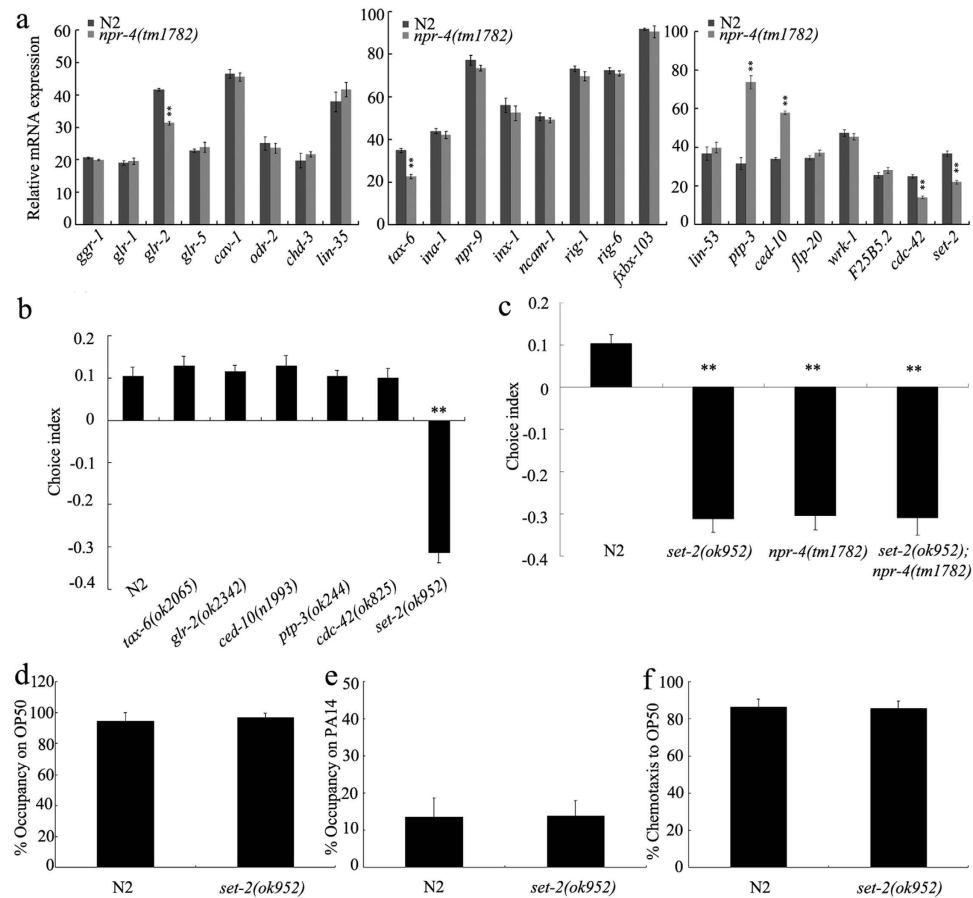 a
Relative mRNA expression
N2
npr-4(tm1782)
60
50
40
30
20
10
0
**
ggr-1 glr-1 glr-2 glr-5 cav-1 odr-2 chd-3 lin-35
N2
npr-4(tm1782)
100
80
60
40
20
0
**
tax-6 ina-1 npr-9 inx-1 ncam-1 rig-1 rig-6 fxbx-103
N2
npr-4(tm1782)
100
80
60
40
20
0
** ** ** **
lin-53 ptp-3 ced-10 flp-20 wrk-1 F25B5.2 cdc-42 set-2
b
Choice index
0.2
0.1
0
-0.1
-0.2
-0.3
-0.4
**
N2 tax-6(ok2065) glr-2(ok2342) ced-10(n1993) ptp-3(ok244) cdc-42(ok825) set-2(ok952)
c
Choice index
0.2
0.1
0
-0.1
-0.2
-0.3
-0.4
** ** **
N2 set-2(ok952) npr-4(tm1782) set-2(ok952);
npr-4(tm1782)
d
% Occupancy on OP50
120
100
80
60
40
20
0
N2 set-2(ok952)
e
% Occupancy on PA14
50
40
30
20
10
0
N2 set-2(ok952)
f
% Chemotaxis to OP50
100
80
60
40
20
0
N2 set-2(ok952)